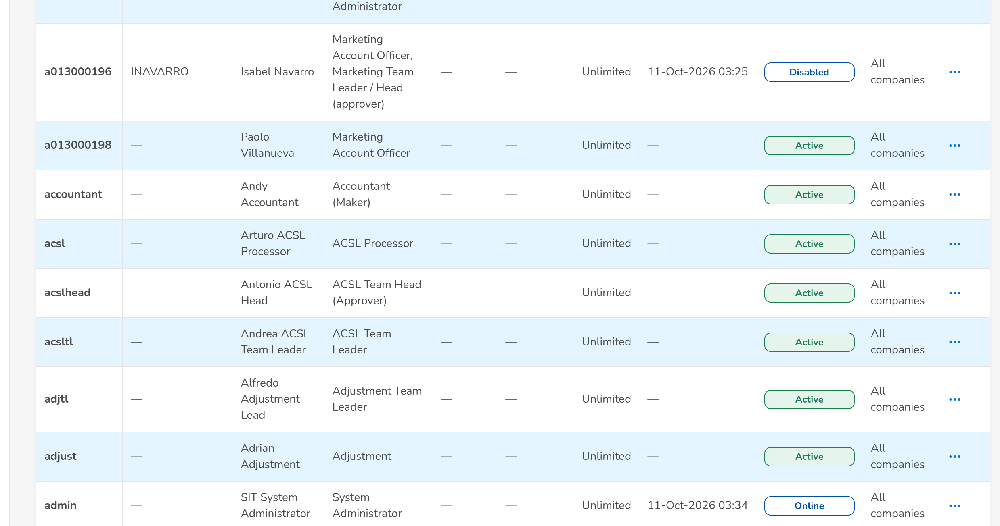 Administrator
a013000196 INAVARRO Isabel Navarro Marketing Account Officer, Marketing Team Leader / Head (approver) — — Unlimited 11-Oct-2026 03:25 Disabled All companies ...
a013000198 — Paolo Villanueva Marketing Account Officer — — Unlimited — Active All companies ...
accountant — Andy Accountant Accountant (Maker) — — Unlimited — Active All companies ...
acsl — Arturo ACSL Processor ACSL Processor — — Unlimited — Active All companies ...
acslhead — Antonio ACSL Head ACSL Team Head (Approver) — — Unlimited — Active All companies ...
acsltl — Andrea ACSL Team Leader ACSL Team Leader — — Unlimited — Active All companies ...
adjtl — Alfredo Adjustment Lead Adjustment Team Leader — — Unlimited — Active All companies ...
adjust — Adrian Adjustment Adjustment — — Unlimited — Active All companies ...
admin — SIT System Administrator System Administrator — — Unlimited 11-Oct-2026 03:34 Online All companies ...